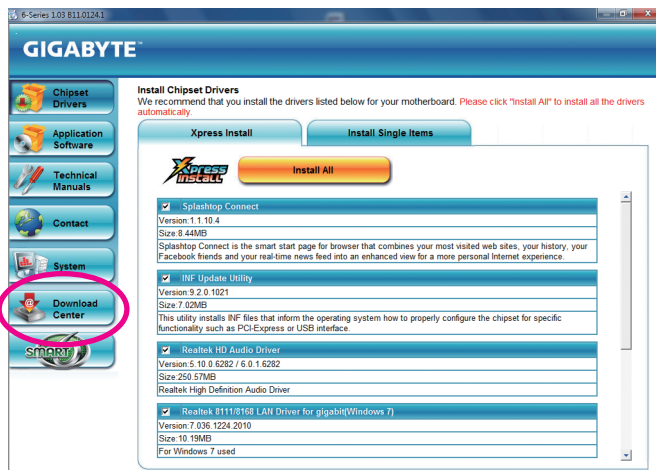 6-Series 1.03 B11.0124.1
GIGABYTE™
Chipset
Drivers
Application
Software
Technical
Manuals
Contact
System
Download
Center
SMART 6
Install Chipset Drivers
We recommend that you install the drivers listed below for your motherboard. Please click "Install All" to install all the drivers
automatically.
Xpress Install
Install Single Items
Xpress
INSTALL
Install All
Splashtop Connect
Version:1.1.10.4
Size:8.44MB
Splashtop Connect is the smart start page for browser that combines your most visited web sites, your history, your
Facebook friends and your real-time news feed into an enhanced view for a more personal Internet experience.
INF Update Utility
Version:9.2.0.1021
Size:7.02MB
This utility installs INF files that inform the operating system how to properly configure the chipset for specific
functionality such as PCI-Express or USB interface.
Realtek HD Audio Driver
Version:5.10.0.6282 / 6.0.1.6282
Size:250.57MB
Realtek High Definition Audio Driver
Realtek 8111/8168 LAN Driver for gigabit(Windows 7)
Version:7.036.1224.2010
Size:10.19MB
For Windows 7 used